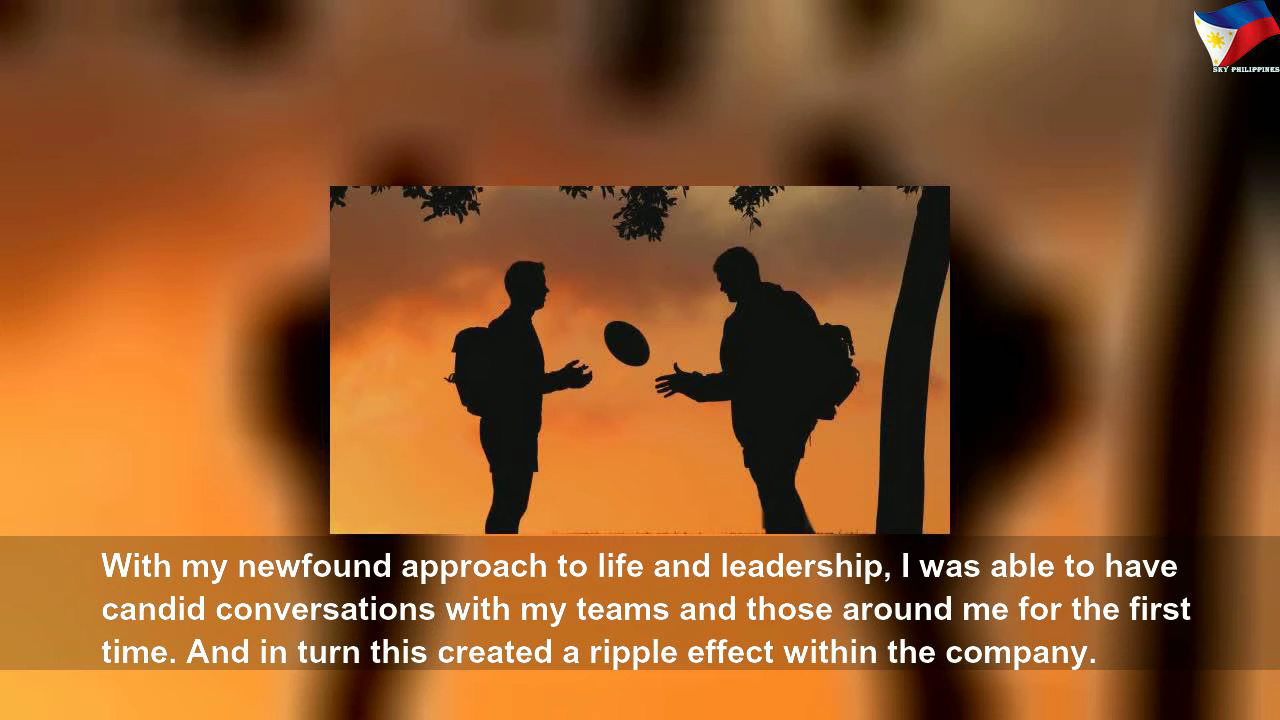 SKY PHILIPPINES
With my newfound approach to life and leadership, I was able to have
candid conversations with my teams and those around me for the first
time. And in turn this created a ripple effect within the company.